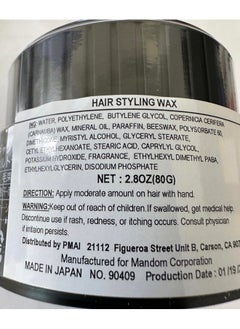 HAIR STYLING WAX
ING: WATER, POLYETHYLENE, BUTYLENE GLYCOL, COPERNICIA CERIFERA
(CARNAUBA) WAX, MINERAL OIL, PARAFFIN, BEESWAX, POLYSORBATE 60,
DIMETHICONE, MYRISTYL ALCOHOL, GLYCERYL STEARATE,
CETYL ETHYLHEXANOATE, STEARIC ACID, CAPRYLYL GLYCOL,
POTASSIUM HYDROXIDE, FRAGRANCE, ETHYLHEXYL DIMETHYL PABA,
ETHYLHEXYLGLYCERIN, DISODIUM PHOSPHATE
NET : 2.8OZ(80G)
DIRECTION: Apply moderate amount on hair with hand.
WARNING: Keep out of reach of children. If swallowed, get medical help.
Discontinue use if rash, redness, or itching occurs. Consult physician
if irritaion persists.
Distributed by PMAI 21112 Figueroa Street Unit B, Carson, CA 907
Manufactured for Mandom Corporation
MADE IN JAPAN NO. 90409 Production Date : 01/19/2